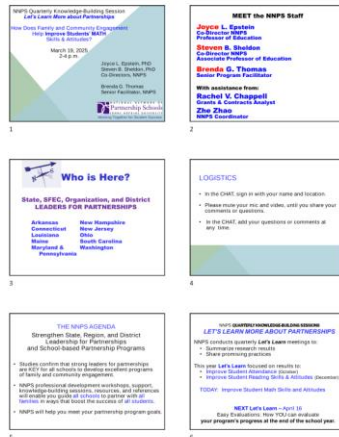 NNPS Quarterly Knowledge-Building Session
Let's Learn More about Partnerships
How Does Family and Community Engagement
Help Improve Students' MATH
Skills & Attitudes?
March 19, 2025
2-4 p.m.
Joyce L. Epstein, PhD
Steven B. Sheldon, PhD
Co-Directors, NNPS
Brenda G. Thomas
Senior Facilitator, NNPS
Partnership Schools
Working Together for Student Success
1
MEET the NNPS Staff
Joyce L. Epstein
Co-Director NNPS
Professor of Education
Steven B. Sheldon
Co-Director NNPS
Associate Professor of Education
Brenda G. Thomas
Senior Program Facilitator
With assistance from:
Rachel V. Chappell
Grants & Contracts Analyst
Zhe Zhao
NNPS Coordinator
2
Who is Here?
State, SFEC, Organization, and District
LEADERS FOR PARTNERSHIPS
Arkansas
Connecticut
Louisiana
Maine
Maryland &
Pennsylvania
New Hampshire
New Jersey
Ohio
South Carolina
Washington
3
LOGISTICS
• In the CHAT, sign in with your name and location.
• Please mute your mic and video, until you share your
comments or questions.
• In the CHAT, add your questions or comments at
any time.
4
THE NNPS AGENDA
Strengthen State, Region, and District
Leadership for Partnerships
and School-based Partnership Programs
• Studies confirm that strong leaders for partnerships
are KEY for all schools to develop excellent programs
of family and community engagement.
• NNPS professional development workshops, support,
knowledge-building sessions, resources, and references
will enable you guide all schools to partner with all
families in ways that boost the success of all students.
• NNPS will help you meet your partnership program goals.
5
NNPS QUARTERLY KNOWLEDGE-BUILDING SESSIONS
LET'S LEARN MORE ABOUT PARTNERSHIPS
NNPS conducts quarterly Let's Learn meetings to:
• Summarize research results
• Share promising practices
This year Let's Learn focused on results to:
• Improve Student Attendance (October)
• Improve Student Reading Skills & Attitudes (December)
TODAY: Improve Student Math Skills and Attitudes
NEXT Let's Learn – April 16
Easy Evaluations: How YOU can evaluate
your program's progress at the end of the school year.
6